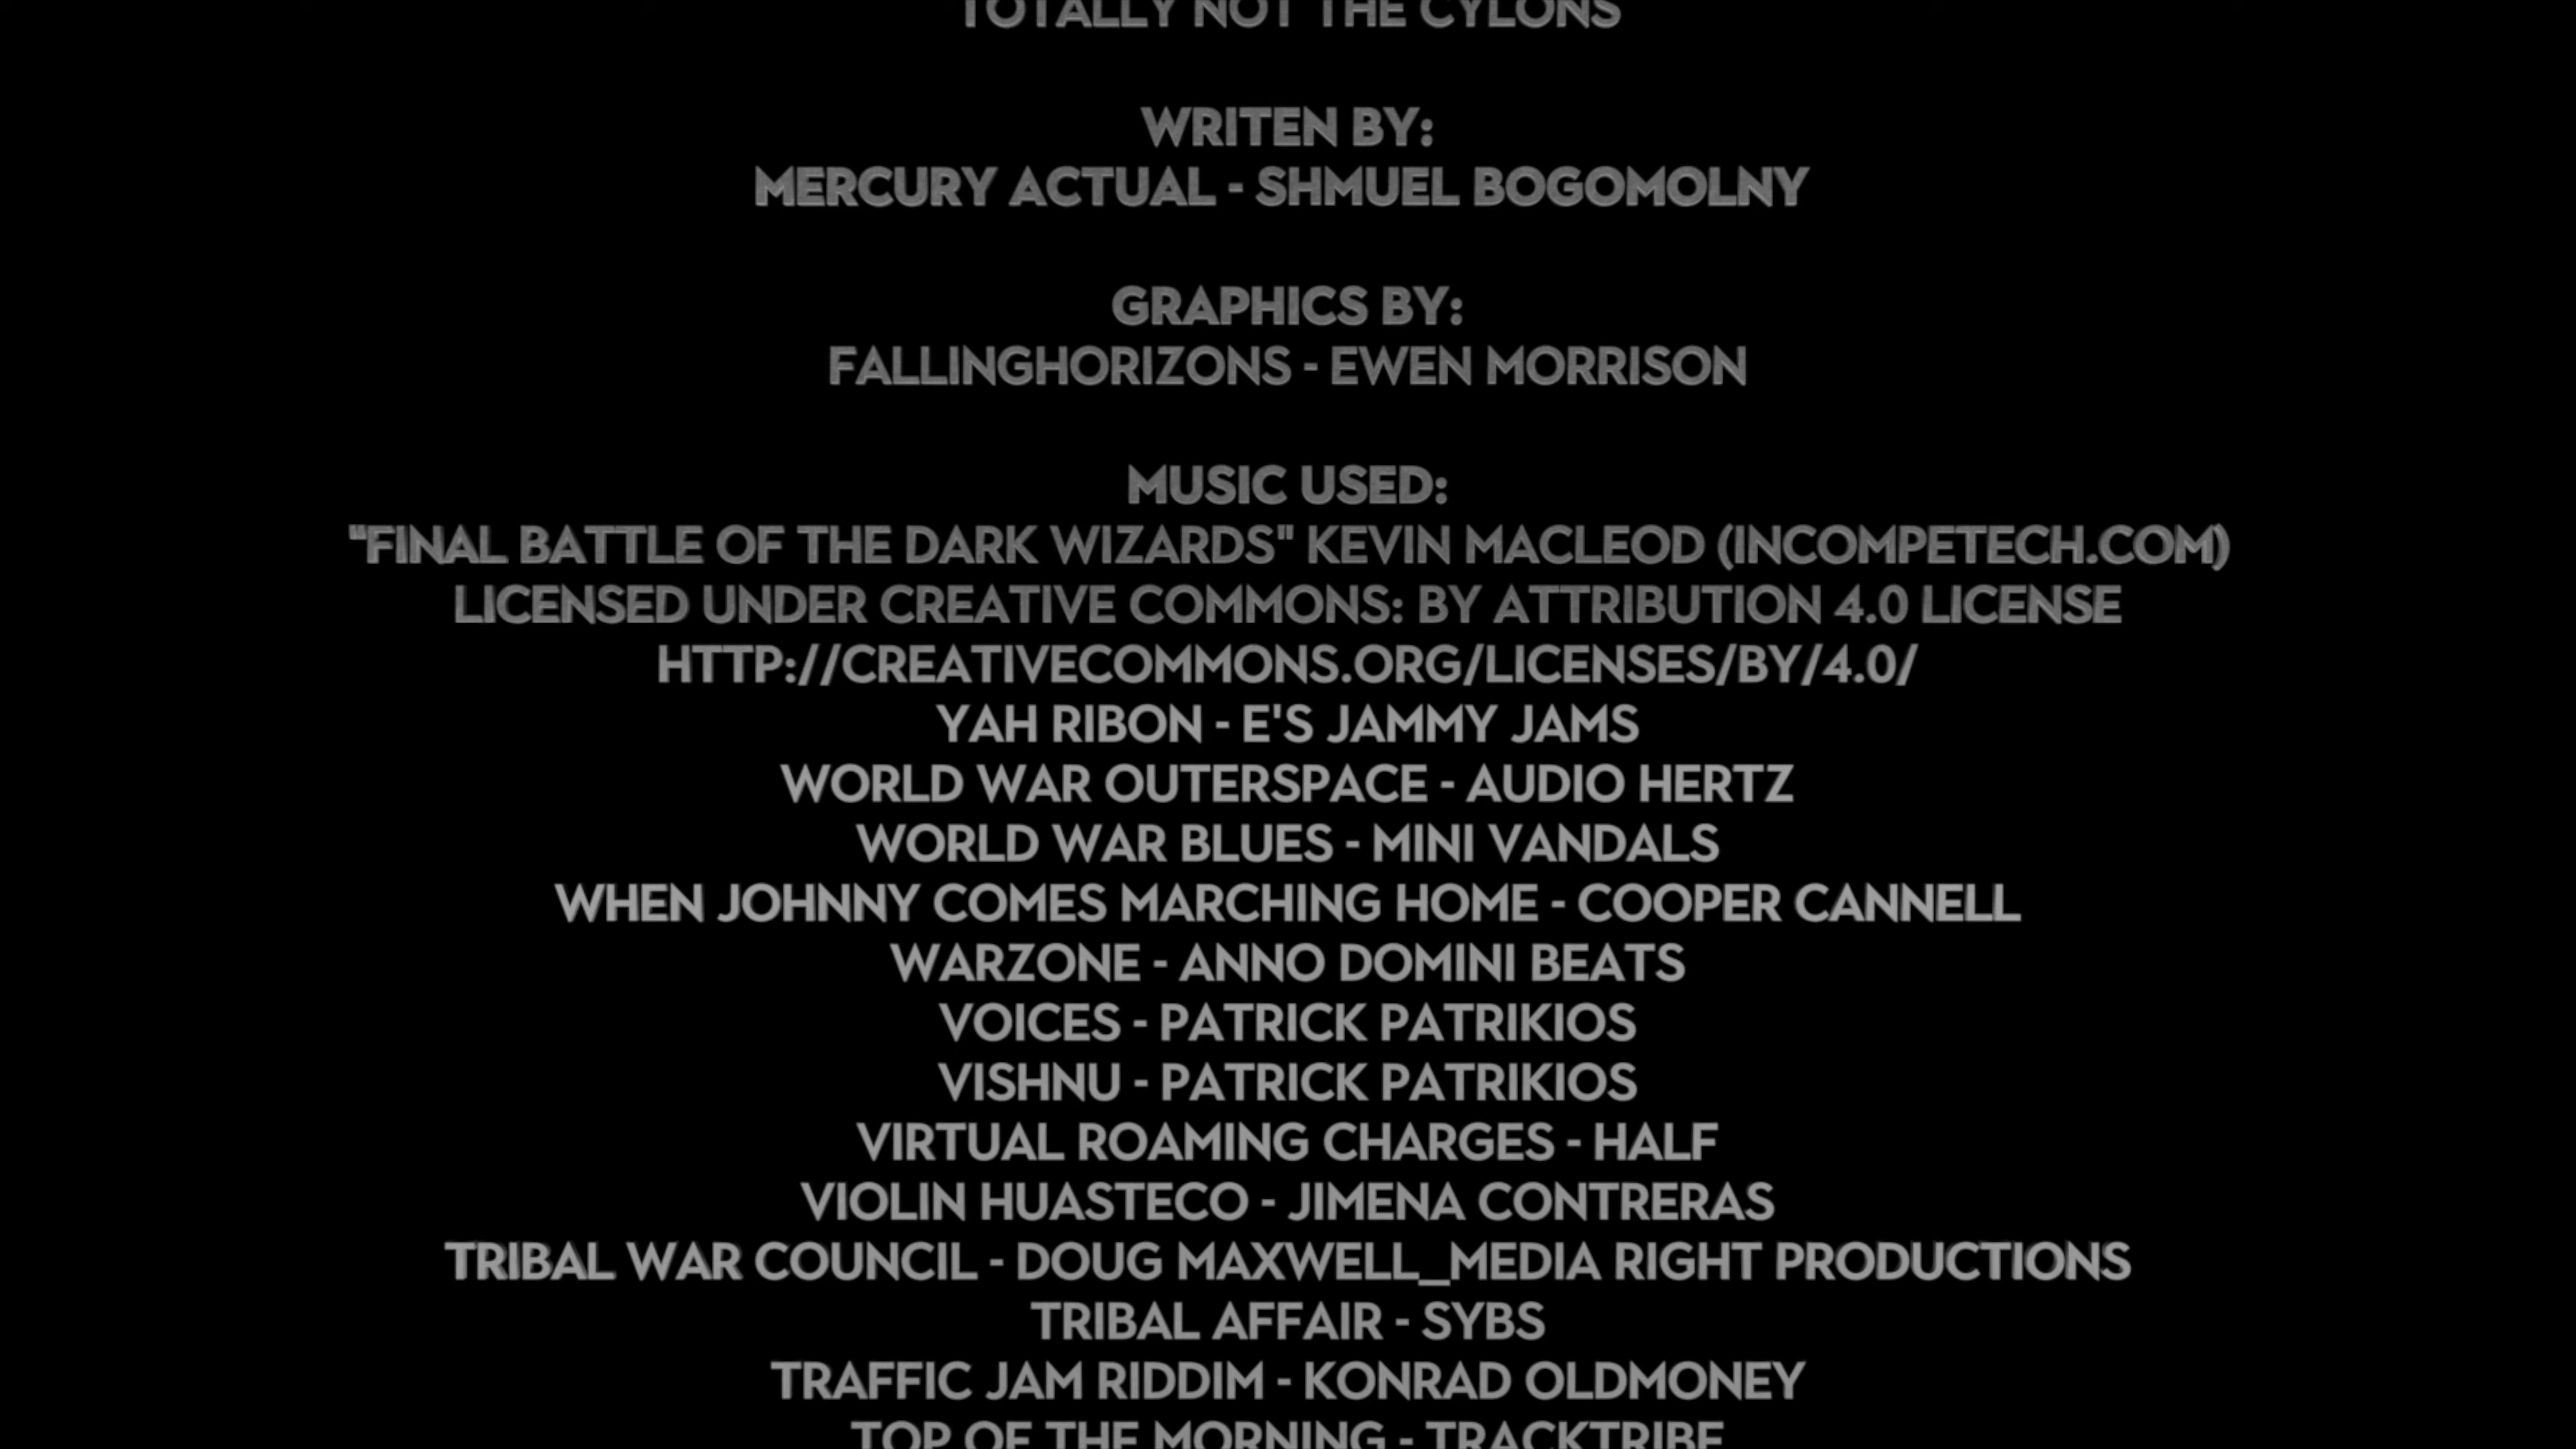 TOTALLY NOT THE CYLONS
WRITEN BY:
MERCURY ACTUAL - SHMUEL BOGOMOLNY
GRAPHICS BY:
FALLINGHORIZONS - EWEN MORRISON
MUSIC USED:
"FINAL BATTLE OF THE DARK WIZARDS" KEVIN MACLEOD (INCOMPETECH.COM)
LICENSED UNDER CREATIVE COMMONS: BY ATTRIBUTION 4.0 LICENSE
HTTP://CREATIVECOMMONS.ORG/LICENSES/BY/4.0/
YAH RIBON - E'S JAMMY JAMS
WORLD WAR OUTERSPACE - AUDIO HERTZ
WORLD WAR BLUES - MINI VANDALS
WHEN JOHNNY COMES MARCHING HOME - COOPER CANNELL
WARZONE - ANNO DOMINI BEATS
VOICES - PATRICK PATRIKIOS
VISHNU - PATRICK PATRIKIOS
VIRTUAL ROAMING CHARGES - HALF
VIOLIN HUASTECO - JIMENA CONTRERAS
TRIBAL WAR COUNCIL - DOUG MAXWELL_MEDIA RIGHT PRODUCTIONS
TRIBAL AFFAIR - SYBS
TRAFFIC JAM RIDDIM - KONRAD OLDMONEY
TOP OF THE MORNING - TRACKTRIBE